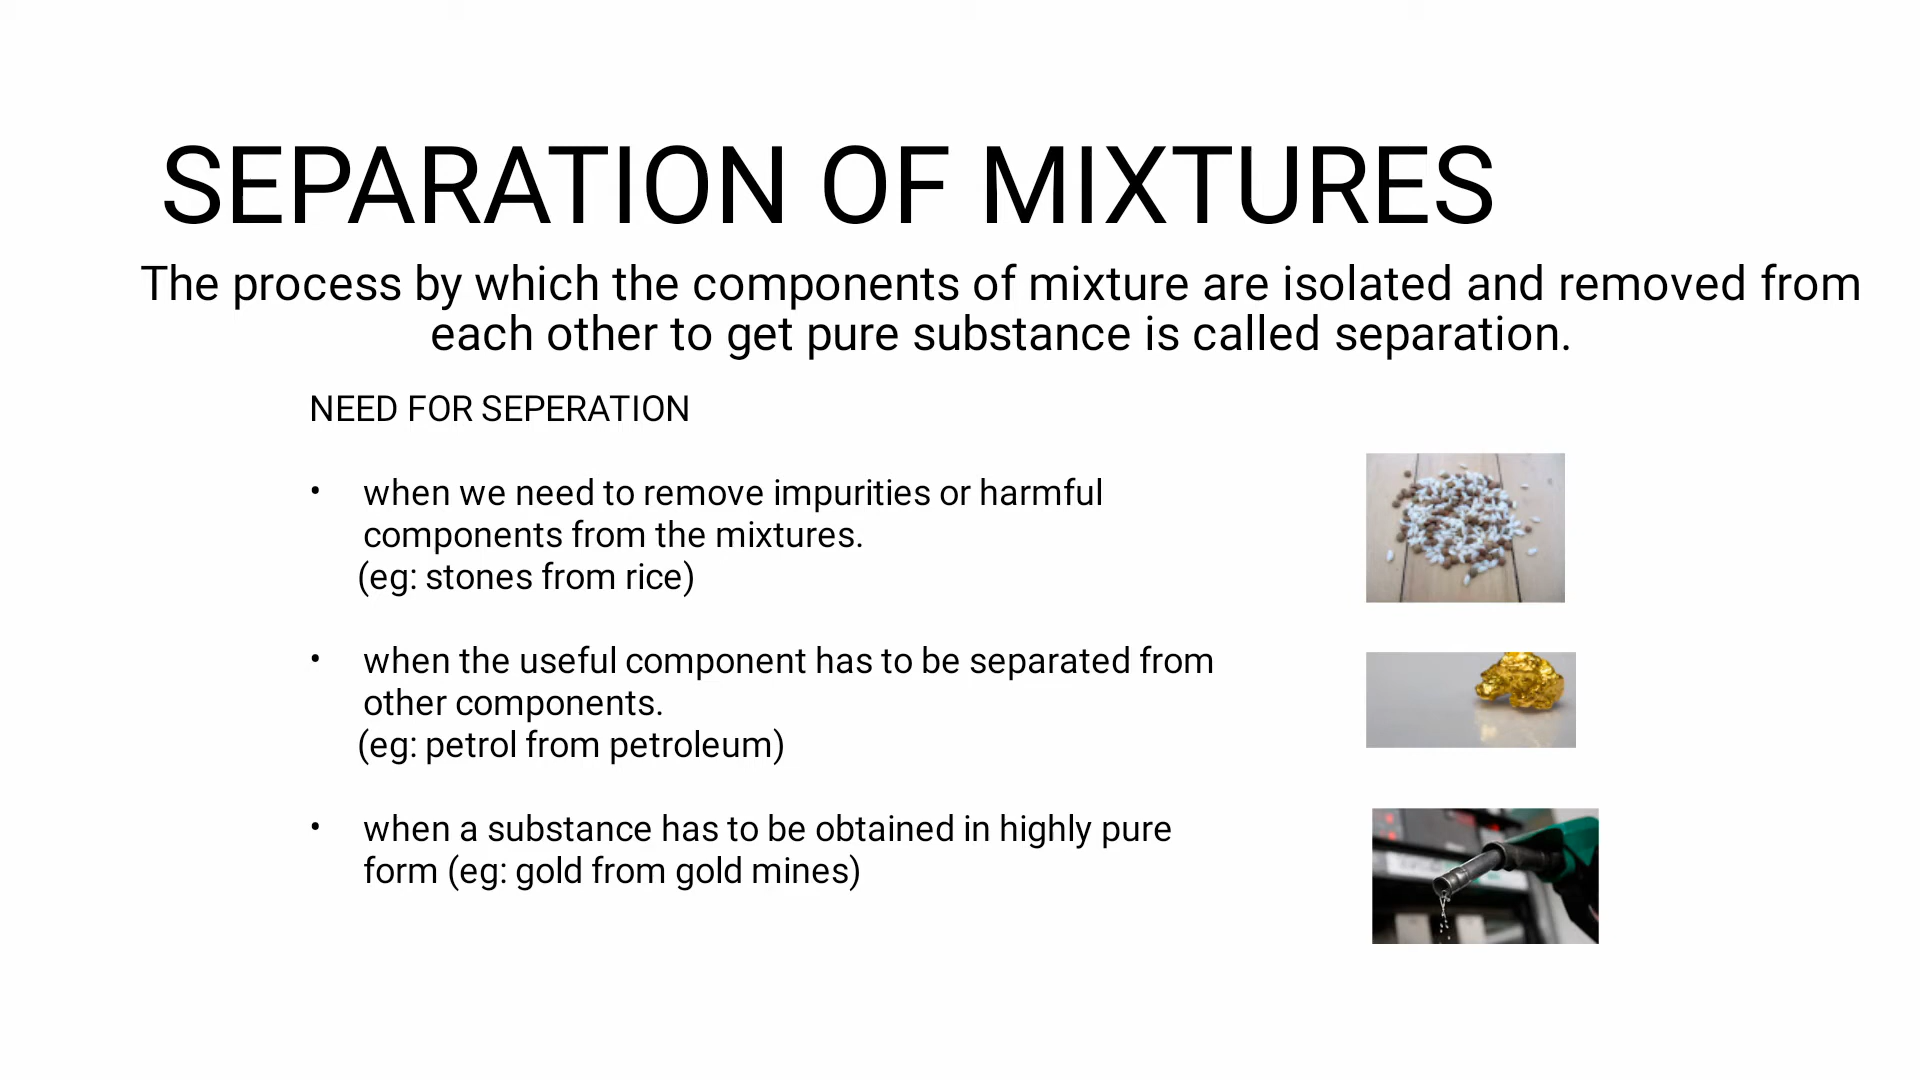 SEPARATION OF MIXTURES
The process by which the components of mixture are isolated and removed from
each other to get pure substance is called separation.
NEED FOR SEPERATION
• when we need to remove impurities or harmful
components from the mixtures.
(eg: stones from rice)
• when the useful component has to be separated from
other components.
(eg: petrol from petroleum)
• when a substance has to be obtained in highly pure
form (eg: gold from gold mines)